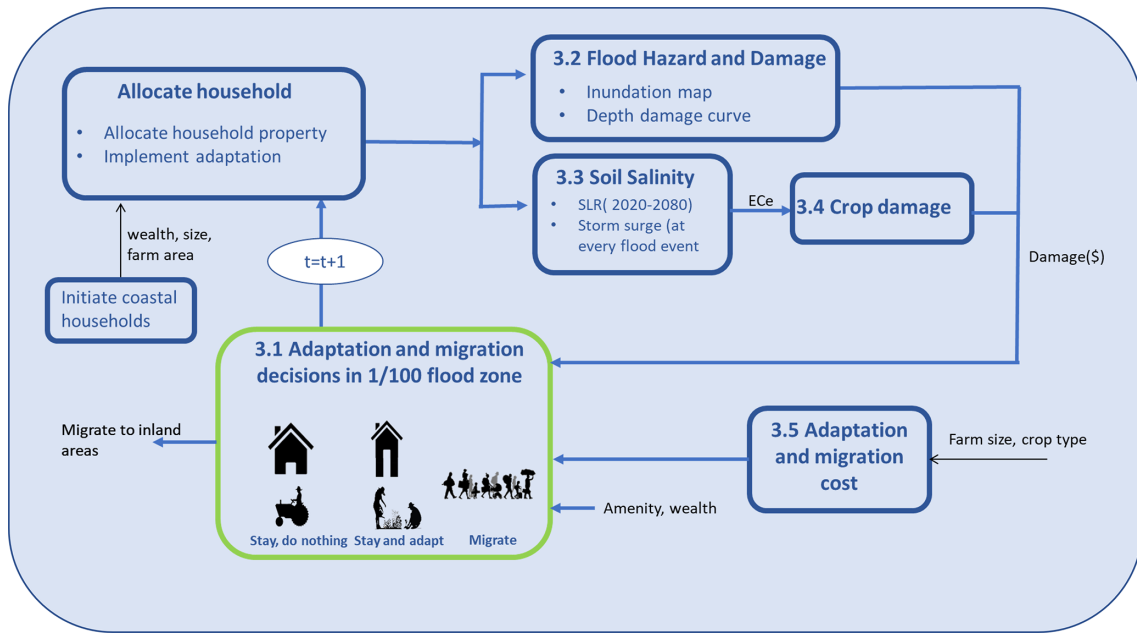 Allocate household
• Allocate household property
• Implement adaptation
3.2 Flood Hazard and Damage
• Inundation map
• Depth damage curve
3.3 Soil Salinity
• SLR( 2020-2080)
• Storm surge (at
every flood event
ECe
3.4 Crop damage
Damage($)
wealth, size,
farm area
Initiate coastal
households
t=t+1
3.1 Adaptation and migration
decisions in 1/100 flood zone
Stay, do nothing
Stay and adapt
Migrate
Migrate to inland
areas
3.5 Adaptation
and migration
cost
Farm size, crop type
Amenity, wealth